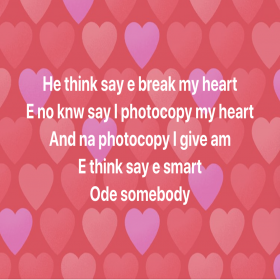 He think say e break my heart
E no knw say I photocopy my heart
And na photocopy I give am
E think say e smart
Ode somebody